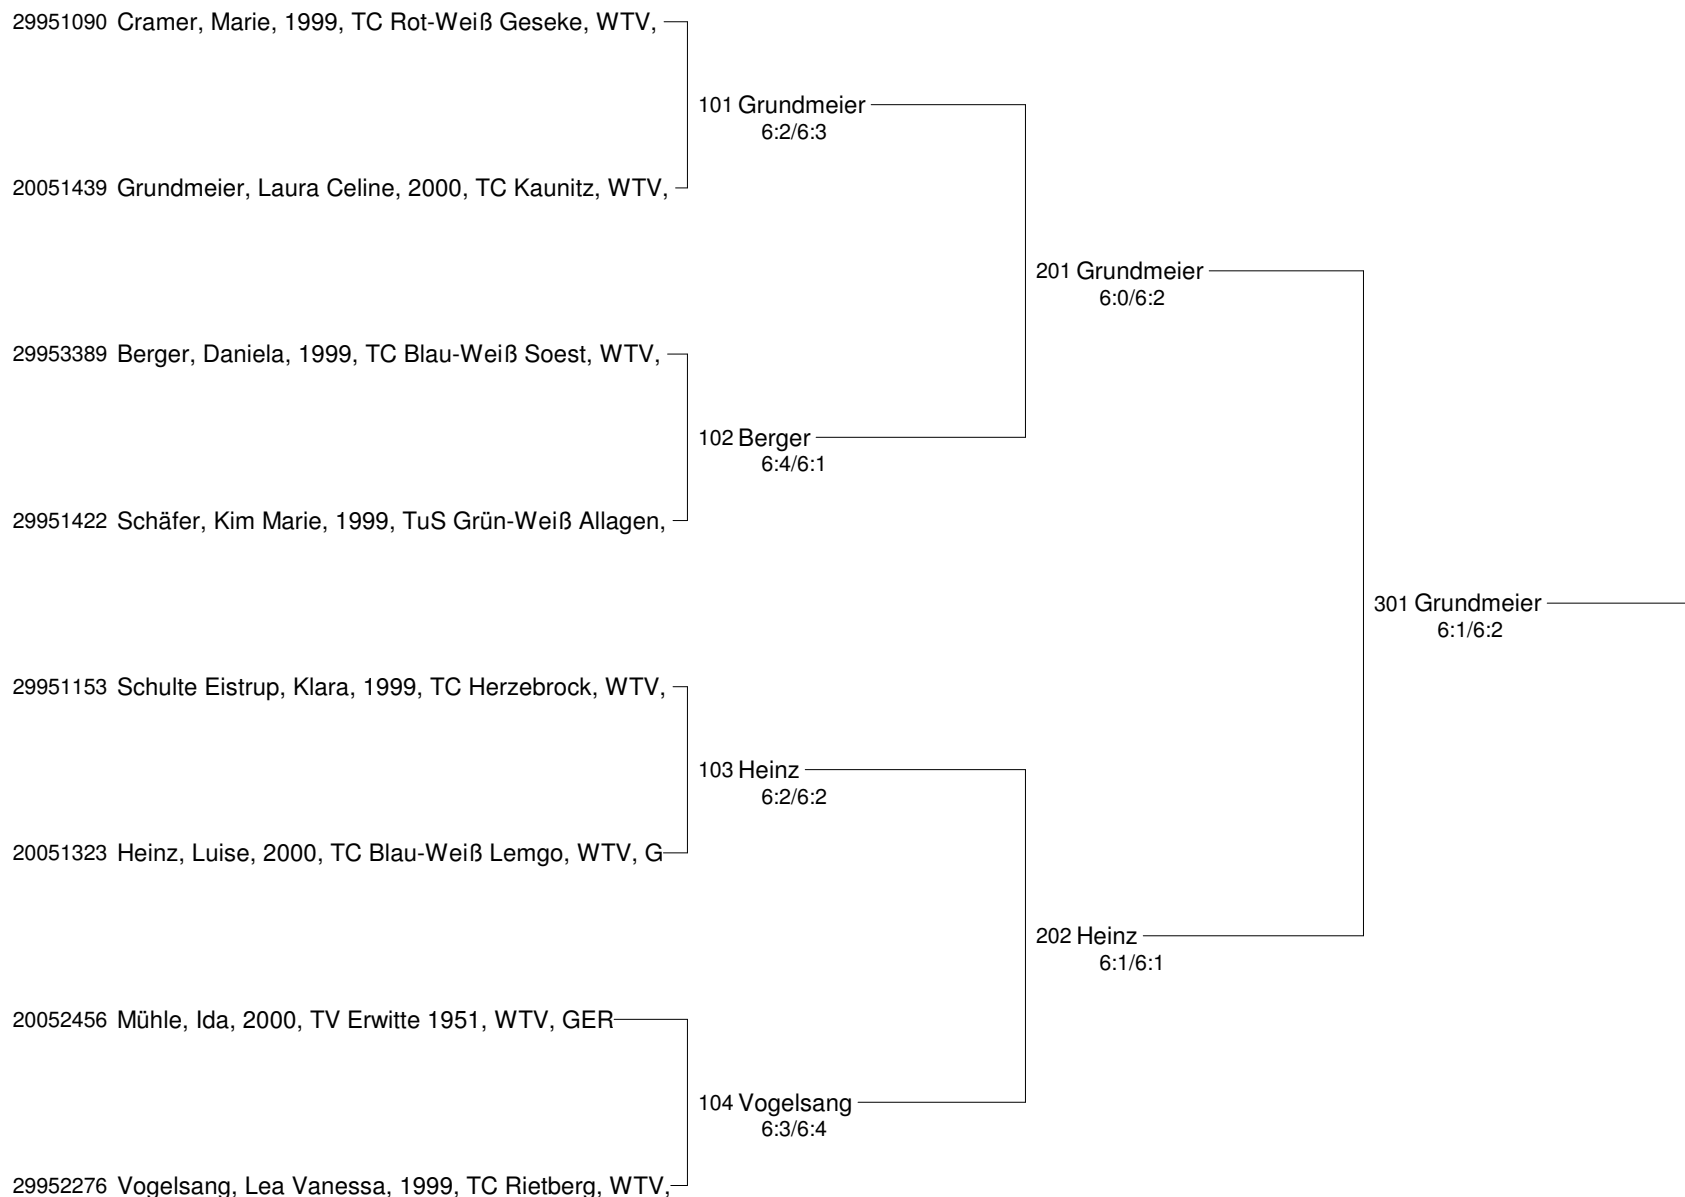 29951090 Cramer, Marie, 1999, TC Rot-Weiß Geseke, WTV,
101 Grundmeier
6:2/6:3
20051439 Grundmeier, Laura Celine, 2000, TC Kaunitz, WTV,
201 Grundmeier
6:0/6:2
29953389 Berger, Daniela, 1999, TC Blau-Weiß Soest, WTV,
102 Berger
6:4/6:1
29951422 Schäfer, Kim Marie, 1999, TuS Grün-Weiß Allagen,
301 Grundmeier
6:1/6:2
29951153 Schulte Eistrup, Klara, 1999, TC Herzebrock, WTV,
103 Heinz
6:2/6:2
20051323 Heinz, Luise, 2000, TC Blau-Weiß Lemgo, WTV, G
202 Heinz
6:1/6:1
20052456 Mühle, Ida, 2000, TV Erwitte 1951, WTV, GER
104 Vogelsang
6:3/6:4
29952276 Vogelsang, Lea Vanessa, 1999, TC Rietberg, WTV,